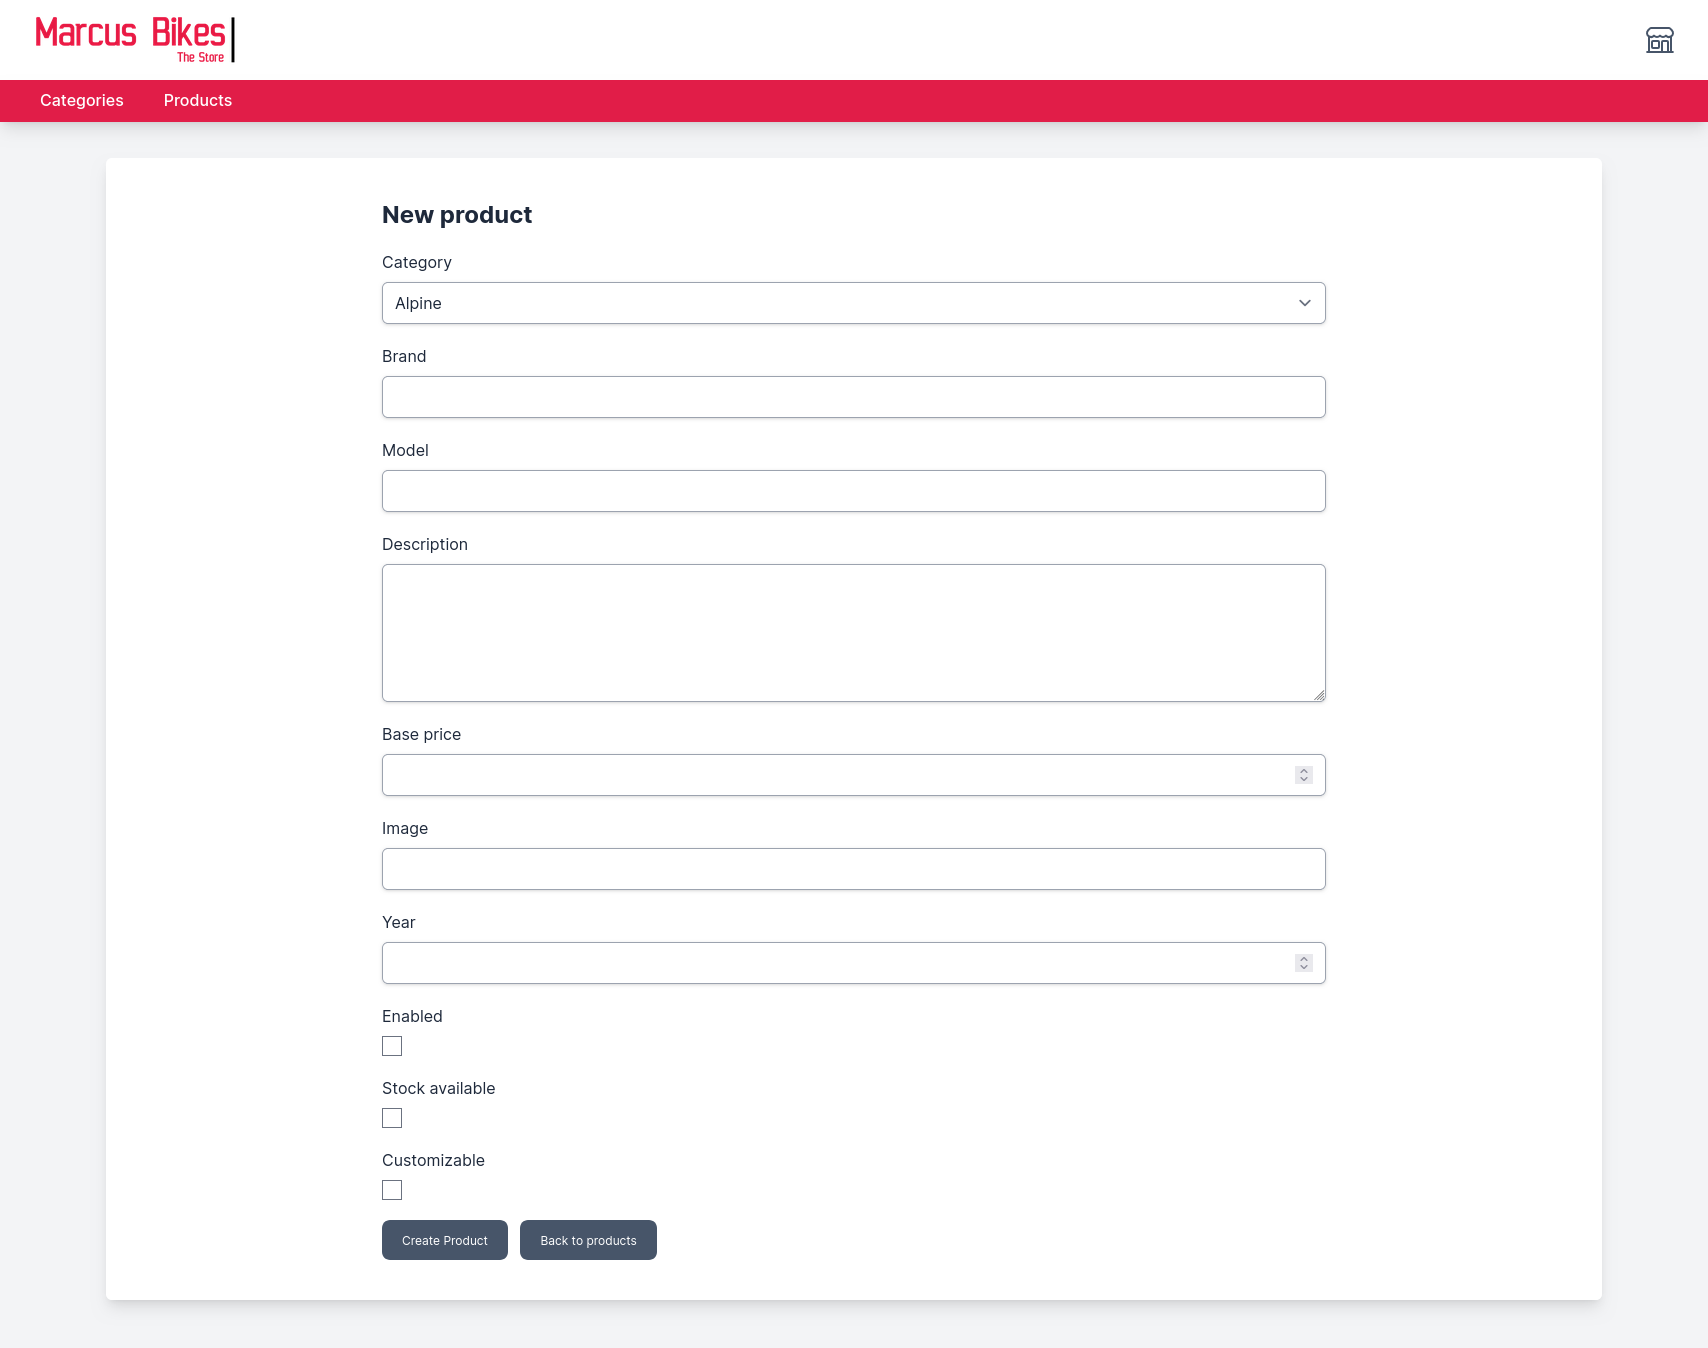 Marcus Bikes
The Store
Categories Products
New product
Category
Alpine
Brand
Model
Description
Base price
Image
Year
Enabled
Stock available
Customizable
Create Product Back to products